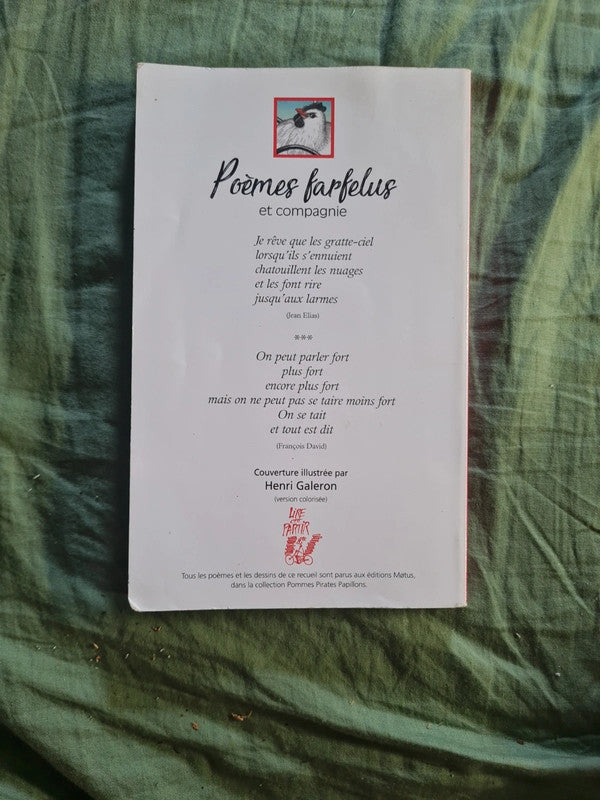 Poèmes farfelus
et compagnie
Je rêve que les gratte-ciel
lorsqu'ils s'ennuient
chatouillent les nuages
et les font rire
jusqu'aux larmes
(Jean Elias)
***
On peut parler fort
plus fort
encore plus fort
mais on ne peut pas se taire moins fort
On se tait
et tout est dit
(François David)
Couverture illustrée par
Henri Galeron
(version colorisée)
LIRE
PARTIR
Tous les poèmes et les dessins de ce recueil sont parus aux éditions Møtus,
dans la collection Pommes Pirates Papillons.